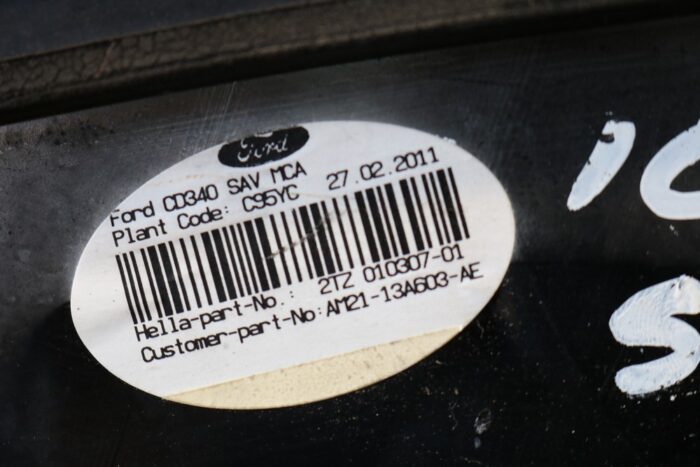 Ford
Ford CD340 SAV MCA
Plant Code: C95YC 27.02.2011
Hella-part-No.: 2TZ 010307-01
Customer-part-No:AM21-13A603-AE